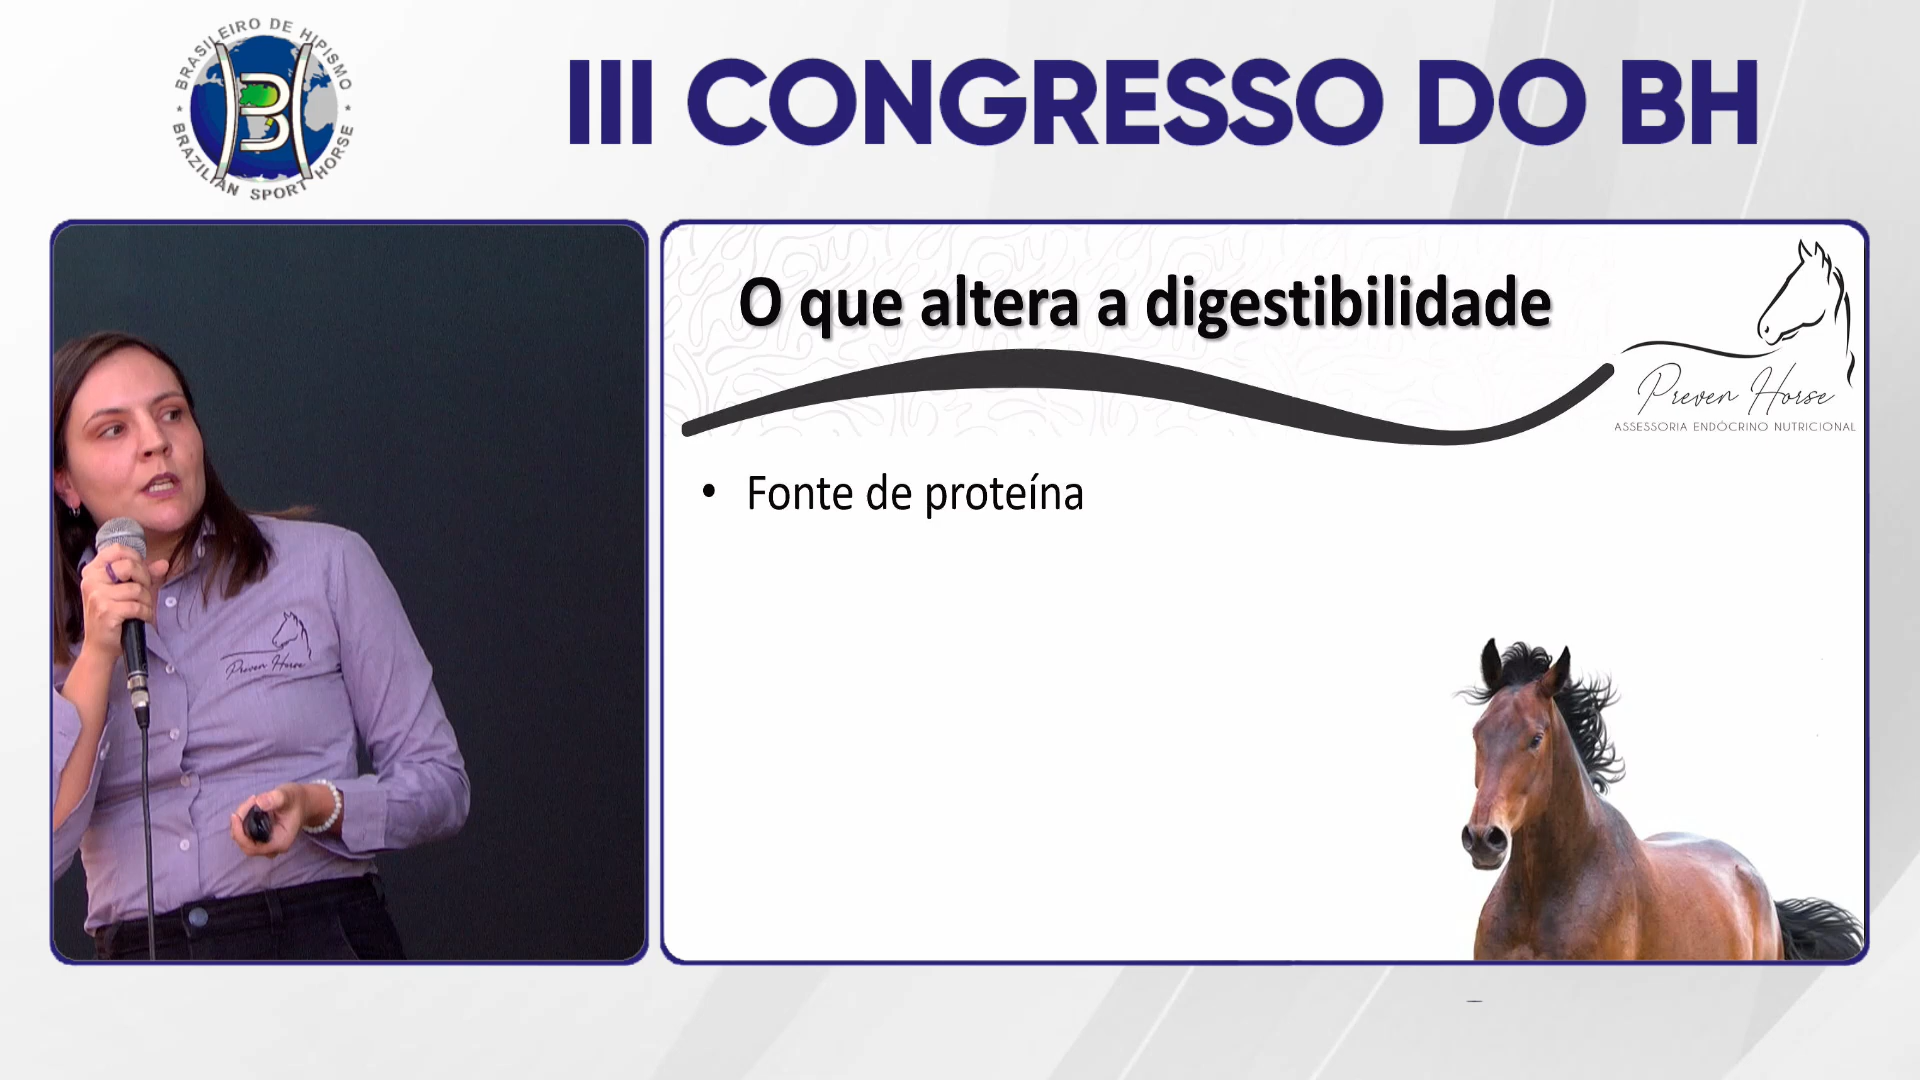 BRASILEIRO DE HIPISMO
BRAZILIAN SPORT HORSE
BH
III CONGRESSO DO BH
O que altera a digestibilidade
Preven Horse
ASSESSORIA ENDÓCRINO NUTRICIONAL
• Fonte de proteína
Preven Horse